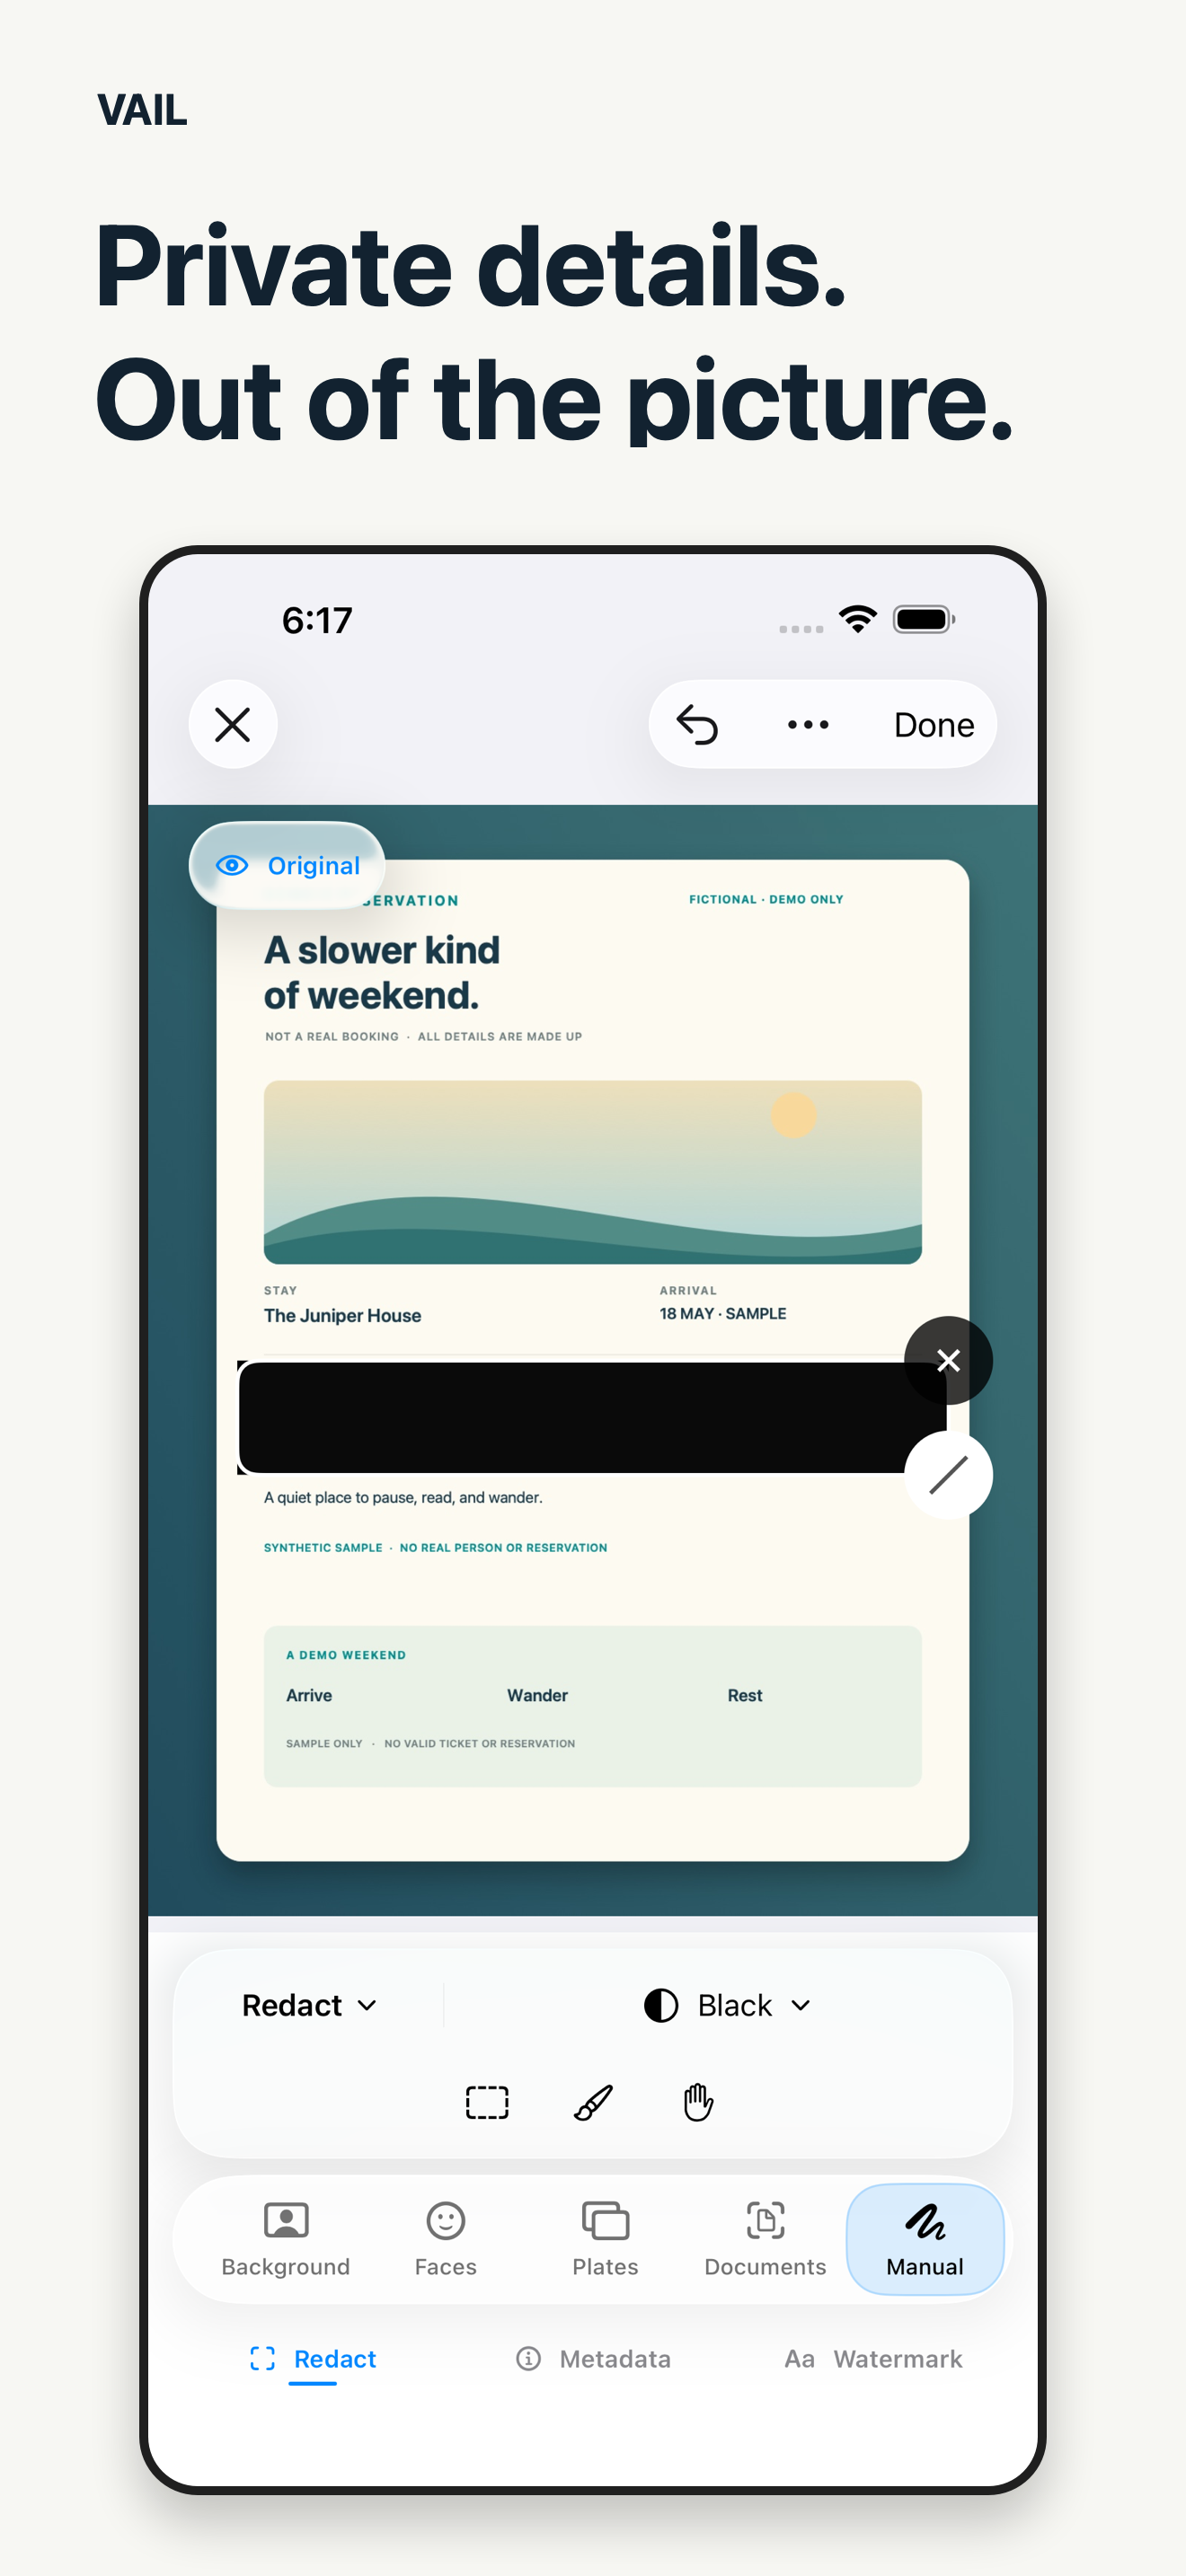 VAIL
Private details.
Out of the picture.
6:17
Done
Original
FICTIONAL · DEMO ONLY
A slower kind
of weekend.
NOT A REAL BOOKING · ALL DETAILS ARE MADE UP
STAY
ARRIVAL
The Juniper House
18 MAY · SAMPLE
A quiet place to pause, read, and wander.
SYNTHETIC SAMPLE · NO REAL PERSON OR RESERVATION
A DEMO WEEKEND
Arrive
Wander
Rest
SAMPLE ONLY · NO VALID TICKET OR RESERVATION
Redact
Black
Background
Faces
Plates
Documents
Manual
Redact
Metadata
Aa Watermark